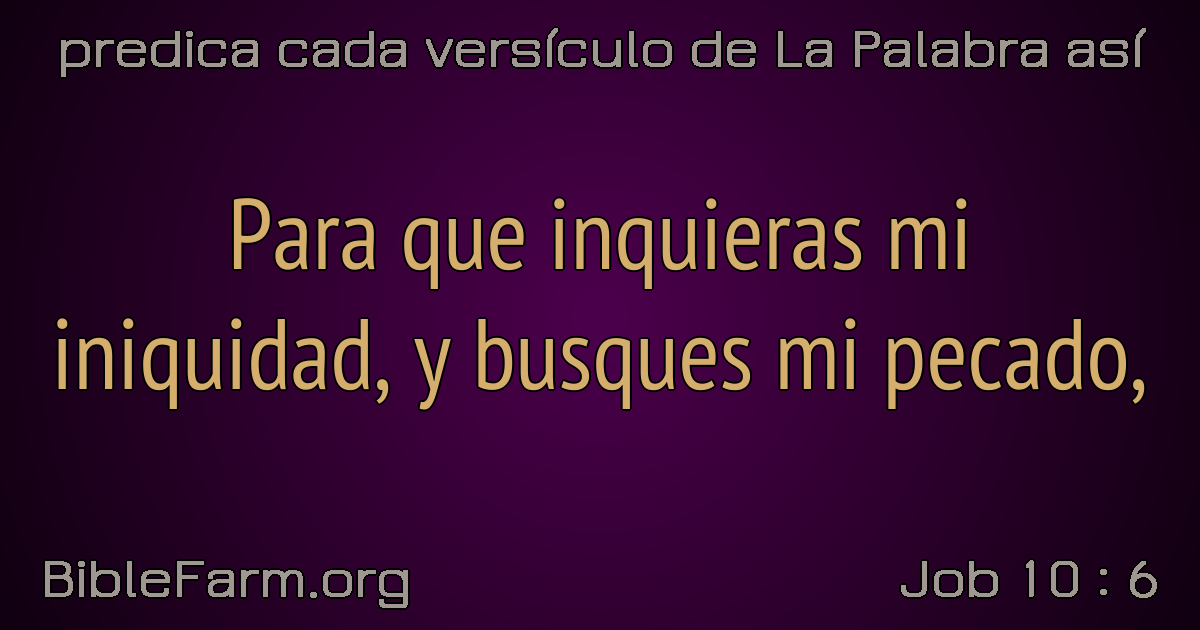 predica cada versículo de La Palabra así
Para que inquieras mi
iniquidad, y busques mi pecado,
BibleFarm.org
Job 10 : 6